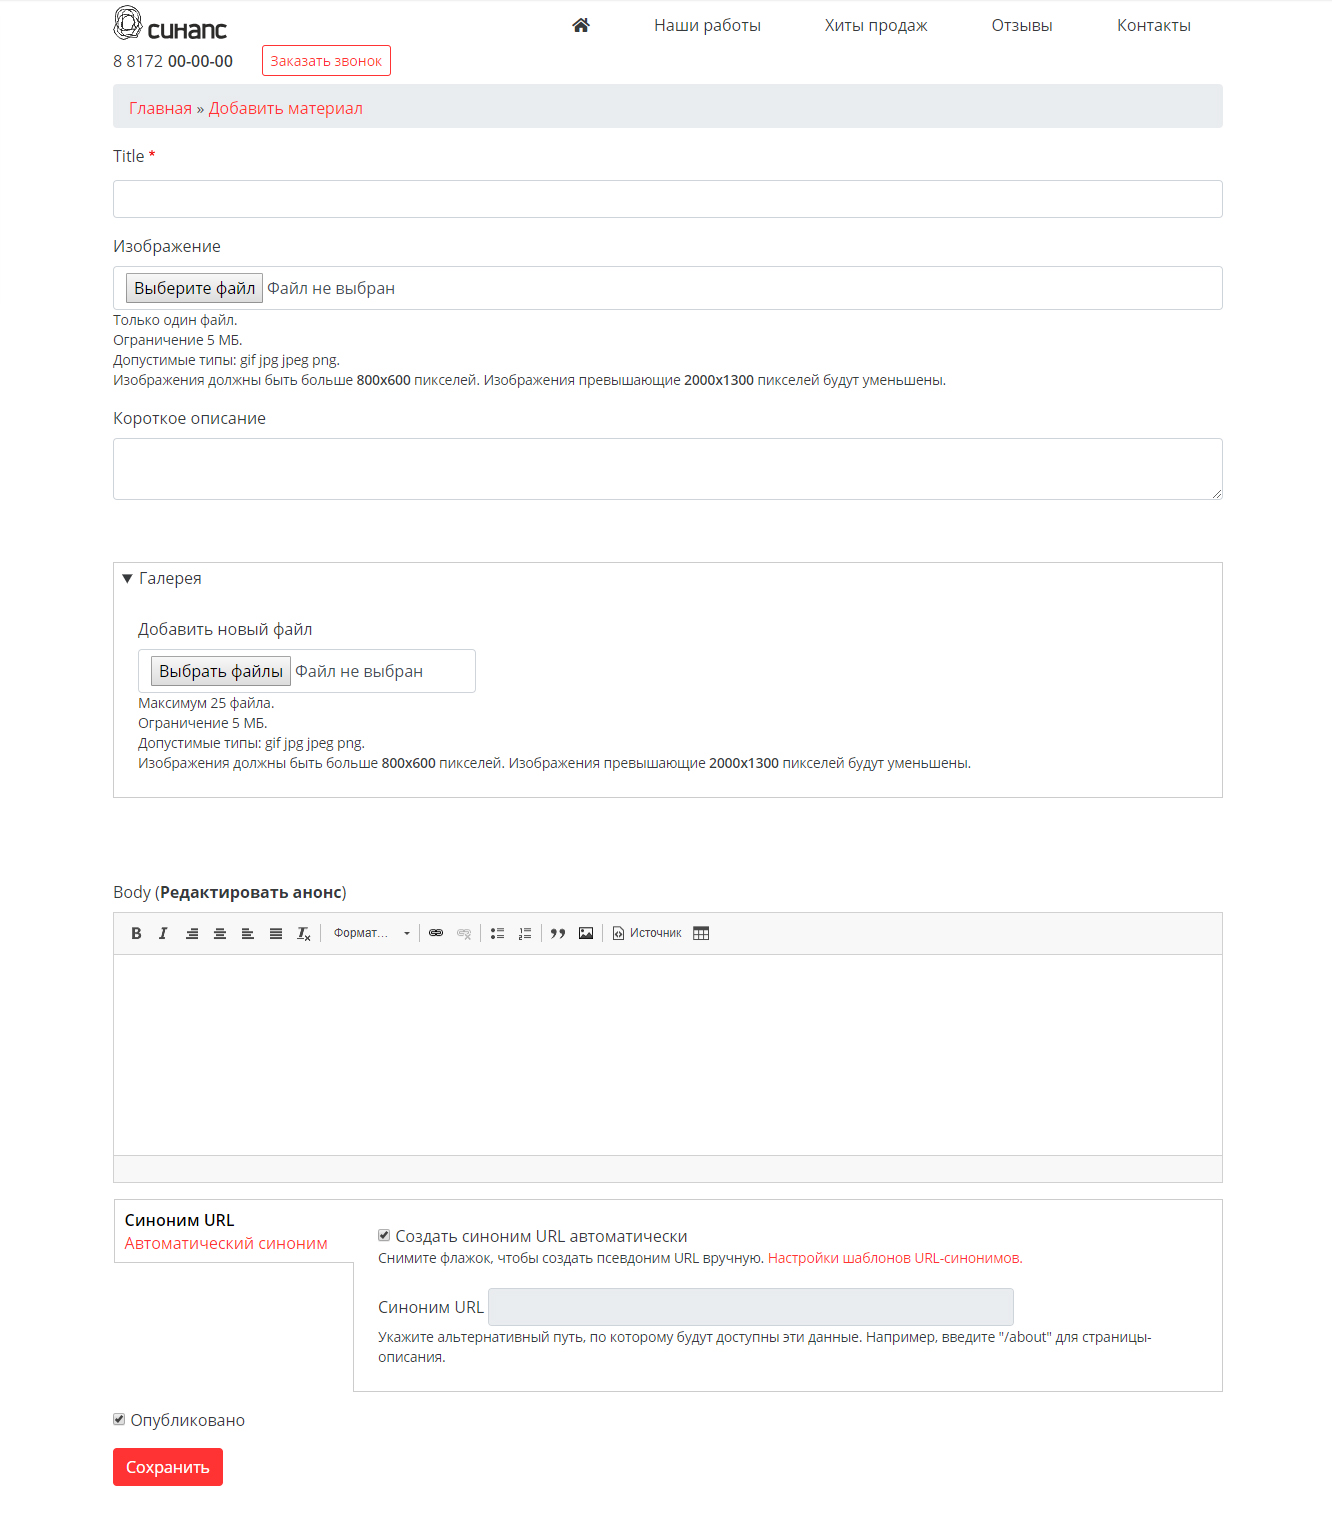 синапс
Наши работы
Хиты продаж
Отзывы
Контакты
8 8172 00-00-00
Заказать звонок
Главная » Добавить материал
Title *
Изображение
Выберите файл Файл не выбран
Только один файл.
Ограничение 5 МБ.
Допустимые типы: gif jpg jpeg png.
Изображения должны быть больше 800x600 пикселей. Изображения превышающие 2000x1300 пикселей будут уменьшены.
Короткое описание
▼ Галерея
Добавить новый файл
Выбрать файлы Файл не выбран
Максимум 25 файла.
Ограничение 5 МБ.
Допустимые типы: gif jpg jpeg png.
Изображения должны быть больше 800x600 пикселей. Изображения превышающие 2000x1300 пикселей будут уменьшены.
Body (Редактировать анонс)
Формат...
Источник
Синоним URL
Автоматический синоним
Создать синоним URL автоматически
Снимите флажок, чтобы создать псевдоним URL вручную. Настройки шаблонов URL-синонимов.
Синоним URL
Укажите альтернативный путь, по которому будут доступны эти данные. Например, введите "/about" для страницы-
описания.
Опубликовано
Сохранить